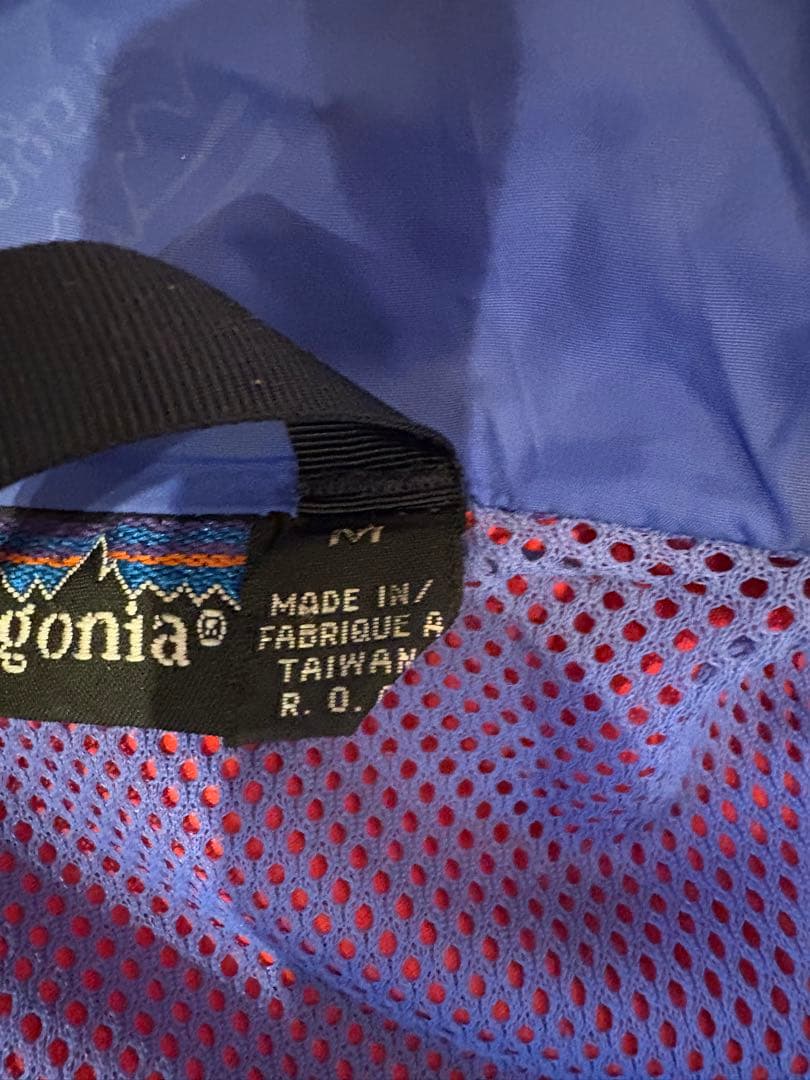 M
gonia®
MADE IN/
FABRIQUE A
TAIWAN
R. O.